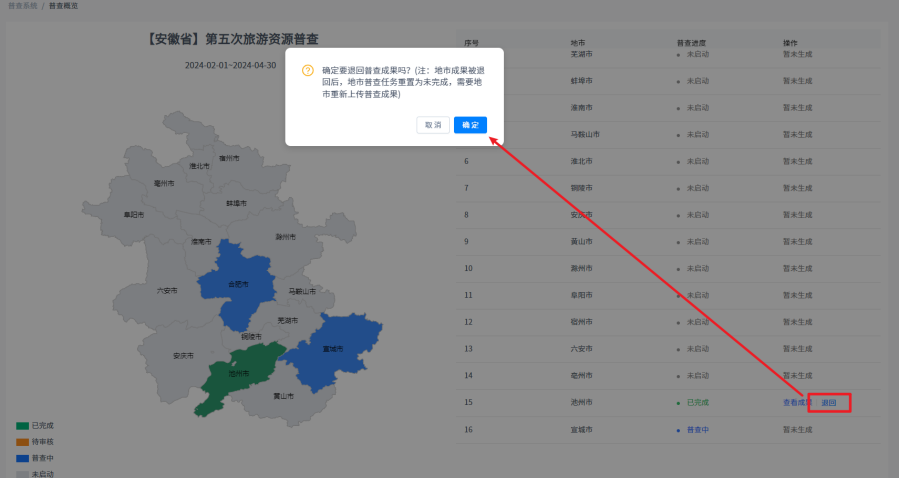 普查系统 / 普查概览
【安徽省】第五次旅游资源普查
2024-02-01~2024-04-30
确定要退回普查成果吗? (注: 地市成果被退
回后, 地市普查任务重置为未完成, 需要地
市重新上传普查成果)
取 消
确 定
宿州市
淮北市
亳州市
蚌埠市
阜阳市
滁州市
淮南市
合肥市
六安市
马鞍山市
芜湖市
铜陵市
宣城市
安庆市
池州市
黄山市
已完成
待审核
普查中
未启动
序号 地市 普查进度 操作
芜湖市 未启动 暂未生成
蚌埠市 未启动 暂未生成
淮南市 未启动 暂未生成
马鞍山市 未启动 暂未生成
6 淮北市 未启动 暂未生成
7 铜陵市 未启动 暂未生成
8 安庆市 未启动 暂未生成
9 黄山市 未启动 暂未生成
10 滁州市 未启动 暂未生成
11 阜阳市 未启动 暂未生成
12 宿州市 未启动 暂未生成
13 六安市 未启动 暂未生成
14 亳州市 未启动 暂未生成
15 池州市 已完成 查看成果 退回
16 宣城市 普查中 暂未生成